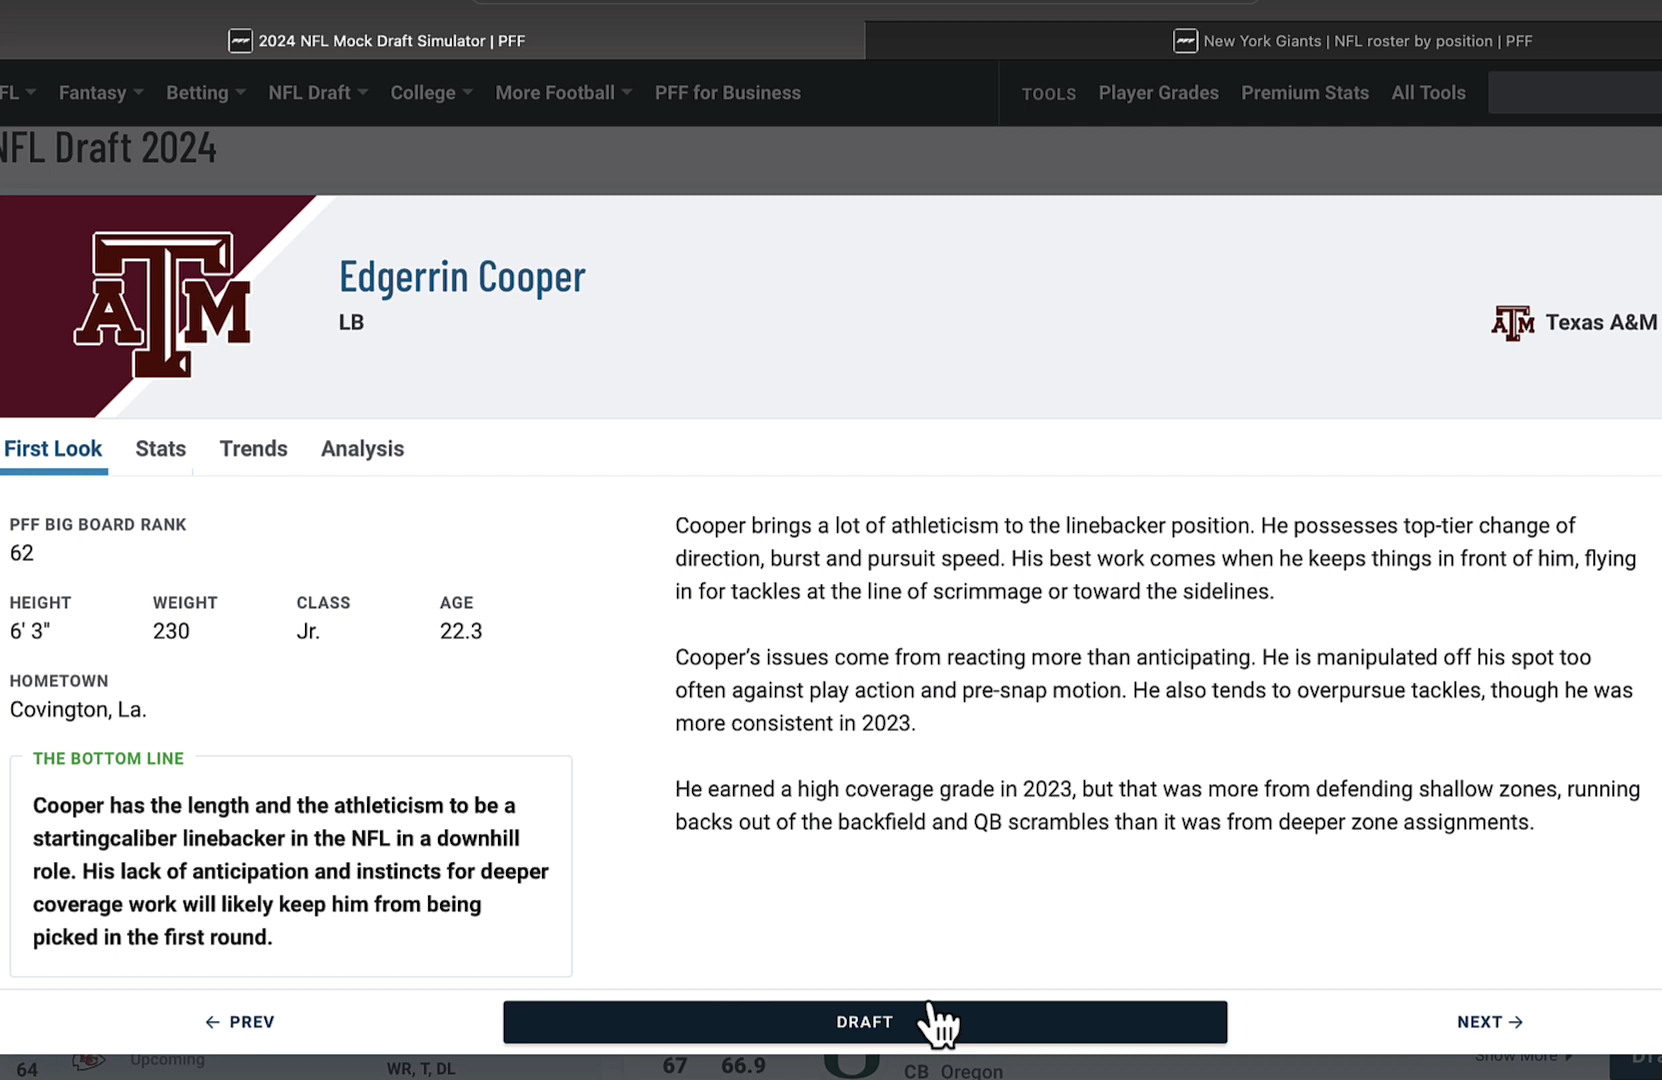 2024 NFL Mock Draft Simulator | PFF
New York Giants | NFL roster by position | PFF
FL Fantasy Betting NFL Draft College More Football PFF for Business TOOLS Player Grades Premium Stats All Tools
NFL Draft 2024
ATM
Edgerrin Cooper
LB
ATM Texas A&M
First Look Stats Trends Analysis
PFF BIG BOARD RANK
62
HEIGHT WEIGHT CLASS AGE
6' 3" 230 Jr. 22.3
HOMETOWN
Covington, La.
THE BOTTOM LINE
Cooper has the length and the athleticism to be a
startingcaliber linebacker in the NFL in a downhill
role. His lack of anticipation and instincts for deeper
coverage work will likely keep him from being
picked in the first round.
Cooper brings a lot of athleticism to the linebacker position. He possesses top-tier change of
direction, burst and pursuit speed. His best work comes when he keeps things in front of him, flying
in for tackles at the line of scrimmage or toward the sidelines.
Cooper’s issues come from reacting more than anticipating. He is manipulated off his spot too
often against play action and pre-snap motion. He also tends to overpursue tackles, though he was
more consistent in 2023.
He earned a high coverage grade in 2023, but that was more from defending shallow zones, running
backs out of the backfield and QB scrambles than it was from deeper zone assignments.
← PREV DRAFT NEXT →
64 Upcoming WR, T, DL 67 66.9 CB Oregon Show More